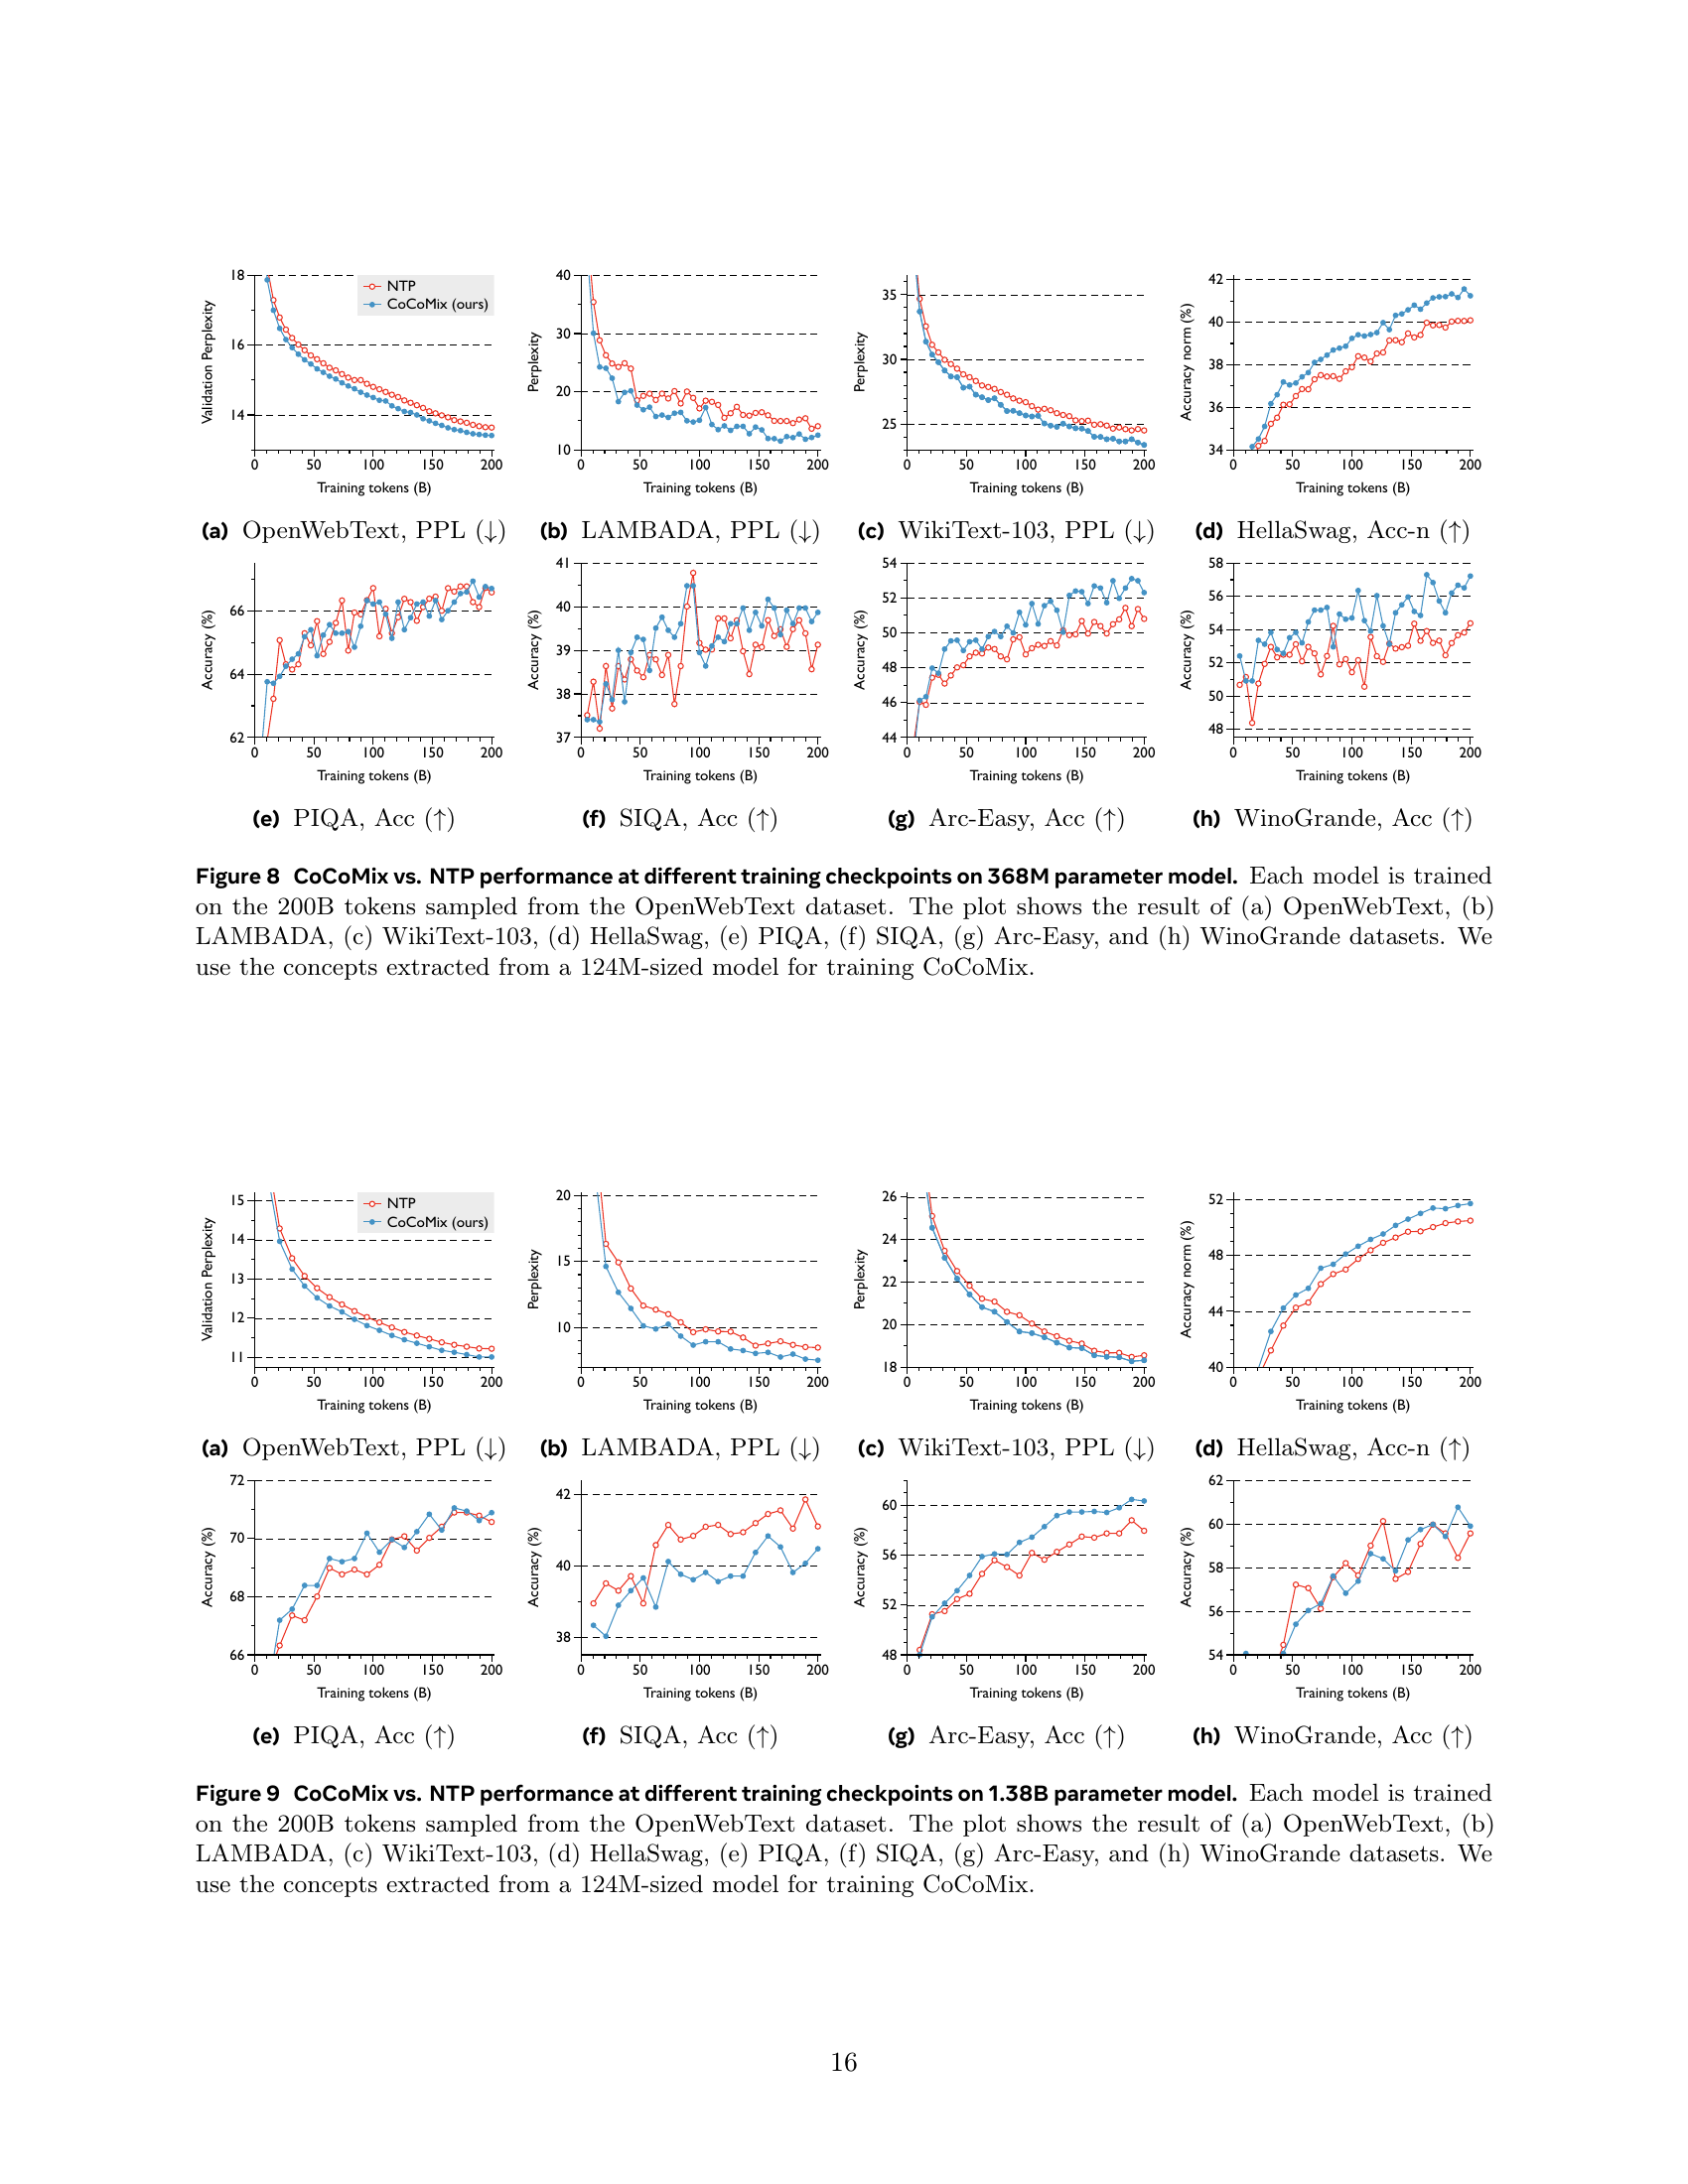 18
16
14
0 50 100 150 200
Validation Perplexity
Training tokens (B)
NTP
CoCoMix (ours)
(a) OpenWebText, PPL (↓)
40
30
20
10
0 50 100 150 200
Perplexity
Training tokens (B)
(b) LAMBADA, PPL (↓)
35
30
25
0 50 100 150 200
Perplexity
Training tokens (B)
(c) WikiText-103, PPL (↓)
42
40
38
36
34
0 50 100 150 200
Accuracy norm (%)
Training tokens (B)
(d) HellaSwag, Acc-n (↑)
66
64
62
0 50 100 150 200
Accuracy (%)
Training tokens (B)
(e) PIQA, Acc (↑)
41
40
39
38
37
0 50 100 150 200
Accuracy (%)
Training tokens (B)
(f) SIQA, Acc (↑)
54
52
50
48
46
44
0 50 100 150 200
Accuracy (%)
Training tokens (B)
(g) Arc-Easy, Acc (↑)
58
56
54
52
50
48
0 50 100 150 200
Accuracy (%)
Training tokens (B)
(h) WinoGrande, Acc (↑)
Figure 8 CoCoMix vs. NTP performance at different training checkpoints on 368M parameter model. Each model is trained
on the 200B tokens sampled from the OpenWebText dataset. The plot shows the result of (a) OpenWebText, (b)
LAMBADA, (c) WikiText-103, (d) HellaSwag, (e) PIQA, (f) SIQA, (g) Arc-Easy, and (h) WinoGrande datasets. We
use the concepts extracted from a 124M-sized model for training CoCoMix.
15
14
13
12
11
0 50 100 150 200
Validation Perplexity
Training tokens (B)
NTP
CoCoMix (ours)
(a) OpenWebText, PPL (↓)
20
15
10
0 50 100 150 200
Perplexity
Training tokens (B)
(b) LAMBADA, PPL (↓)
26
24
22
20
18
0 50 100 150 200
Perplexity
Training tokens (B)
(c) WikiText-103, PPL (↓)
52
48
44
40
0 50 100 150 200
Accuracy norm (%)
Training tokens (B)
(d) HellaSwag, Acc-n (↑)
72
70
68
66
0 50 100 150 200
Accuracy (%)
Training tokens (B)
(e) PIQA, Acc (↑)
42
40
38
0 50 100 150 200
Accuracy (%)
Training tokens (B)
(f) SIQA, Acc (↑)
60
56
52
48
0 50 100 150 200
Accuracy (%)
Training tokens (B)
(g) Arc-Easy, Acc (↑)
62
60
58
56
54
0 50 100 150 200
Accuracy (%)
Training tokens (B)
(h) WinoGrande, Acc (↑)
Figure 9 CoCoMix vs. NTP performance at different training checkpoints on 1.38B parameter model. Each model is trained
on the 200B tokens sampled from the OpenWebText dataset. The plot shows the result of (a) OpenWebText, (b)
LAMBADA, (c) WikiText-103, (d) HellaSwag, (e) PIQA, (f) SIQA, (g) Arc-Easy, and (h) WinoGrande datasets. We
use the concepts extracted from a 124M-sized model for training CoCoMix.
16